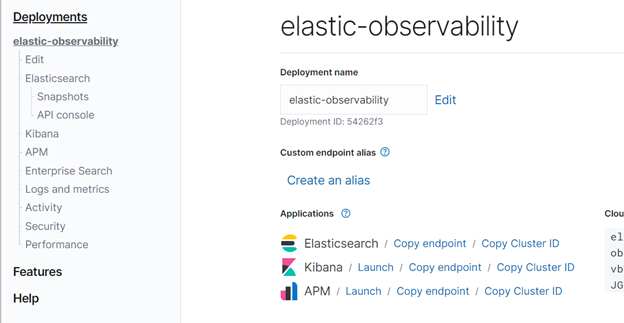 Deployments
elastic-observability
Edit
Elasticsearch
Snapshots
API console
Kibana
APM
Enterprise Search
Logs and metrics
Activity
Security
Performance
Features
Help
elastic-observability
Deployment name
elastic-observability Edit
Deployment ID: 54262f3
Custom endpoint alias
Create an alias
Applications
Elasticsearch / Copy endpoint / Copy Cluster ID
Kibana / Launch / Copy endpoint / Copy Cluster ID
APM / Launch / Copy endpoint / Copy Cluster ID
Clou
el
ob
vb
JG